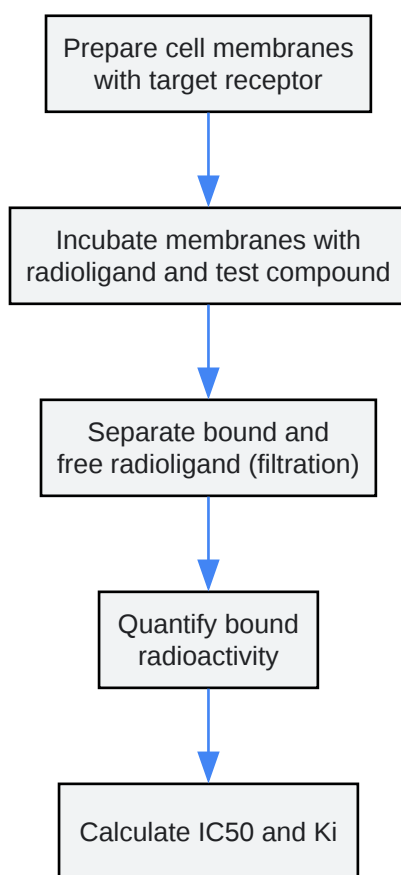 Prepare cell membranes
with target receptor
Incubate membranes with
radioligand and test compound
Separate bound and
free radioligand (filtration)
Quantify bound
radioactivity
Calculate IC50 and Ki